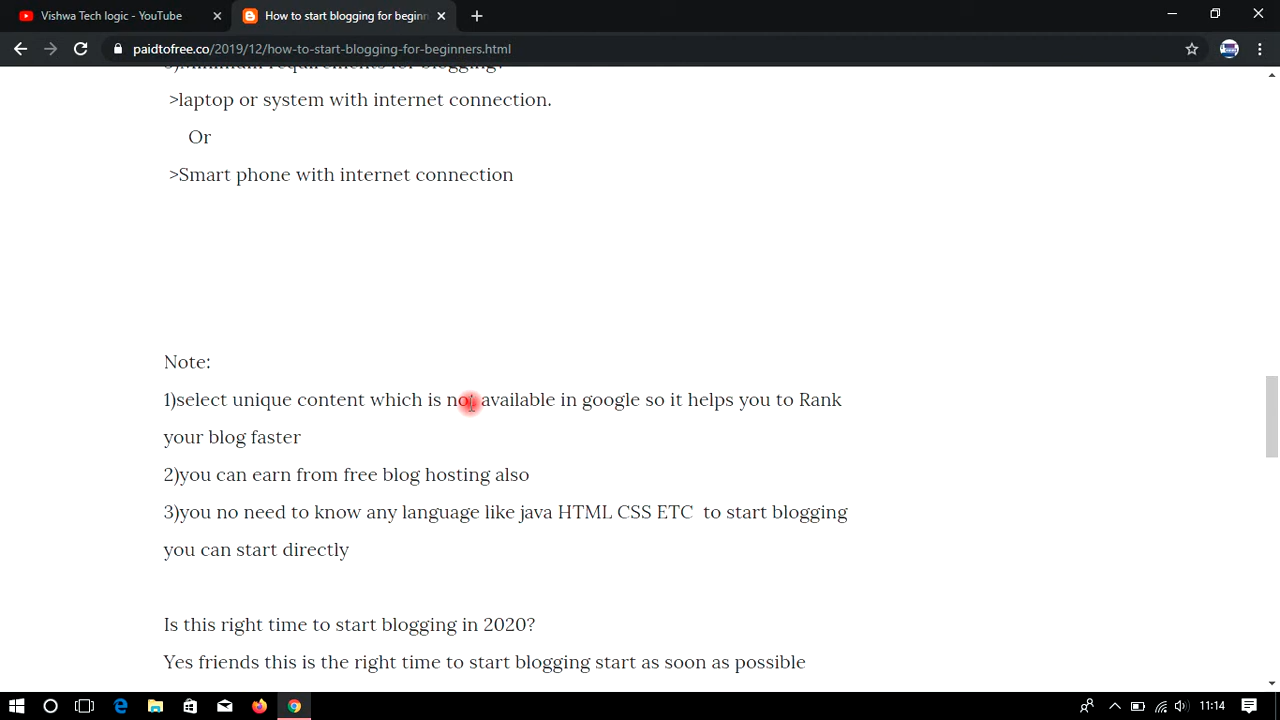 Vishwa Tech logic - YouTube
How to start blogging for beginn
paidtofree.co/2019/12/how-to-start-blogging-for-beginners.html
>laptop or system with internet connection.
Or
>Smart phone with internet connection
Note:
1)select unique content which is not available in google so it helps you to Rank
your blog faster
2)you can earn from free blog hosting also
3)you no need to know any language like java HTML CSS ETC to start blogging
you can start directly
Is this right time to start blogging in 2020?
Yes friends this is the right time to start blogging start as soon as possible
11:14